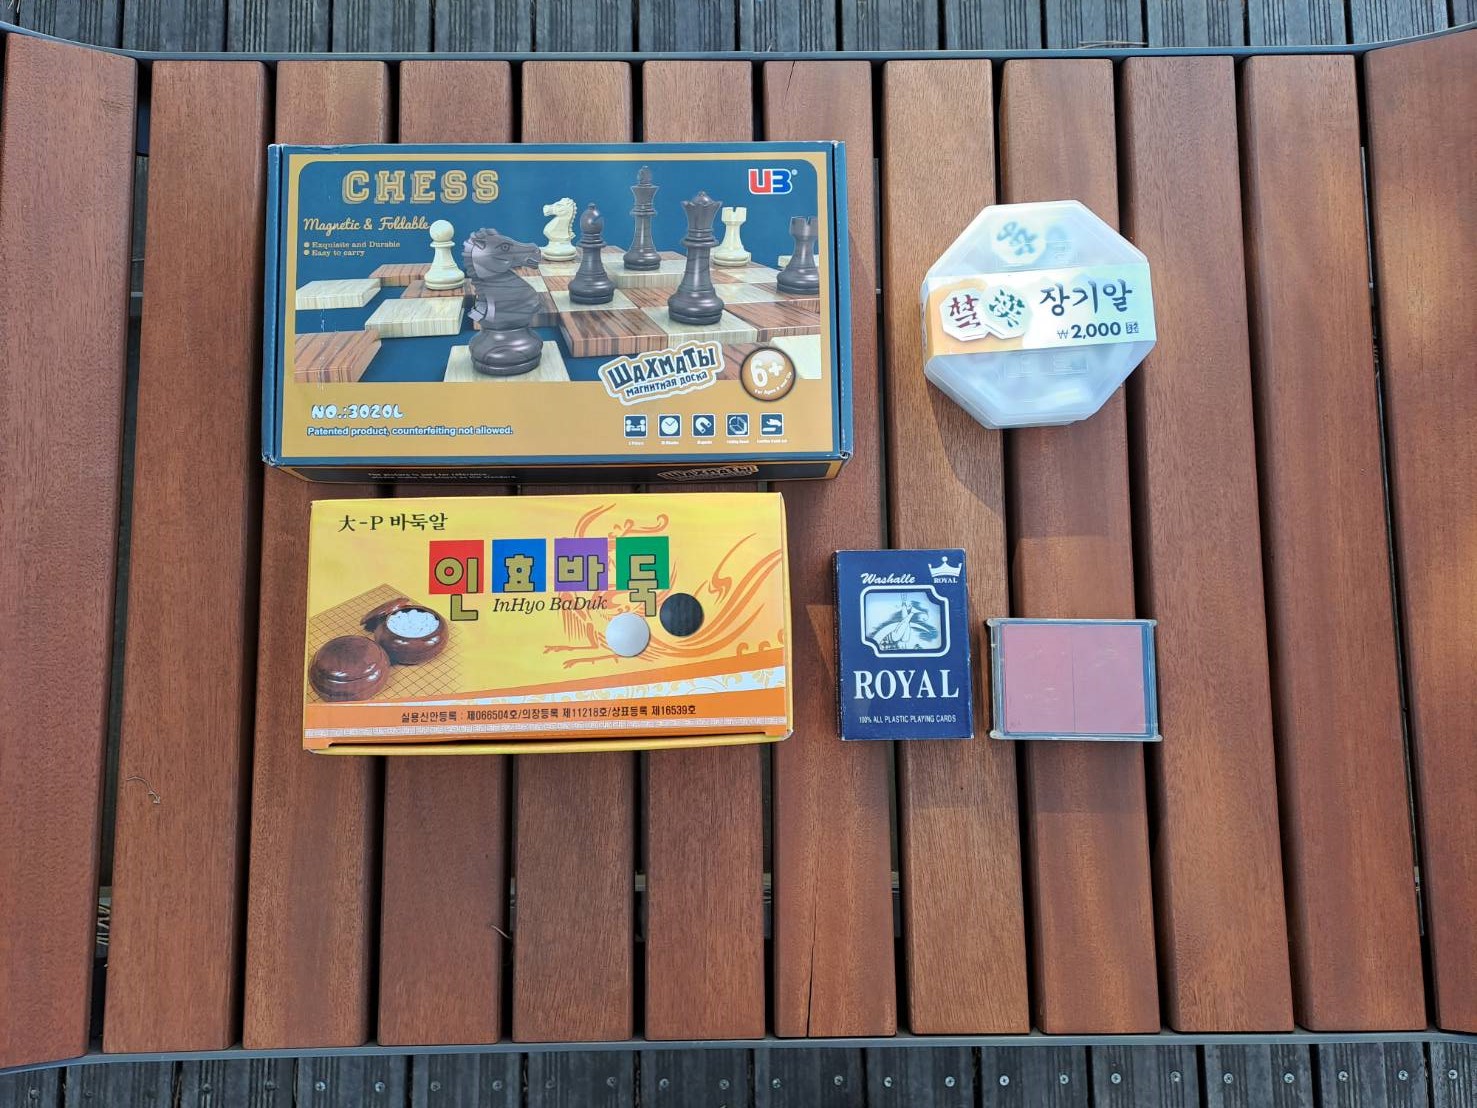 CHESS
UB
Magnetic & Foldable
Exquisite and Durable
Easy to carry
ШАХМАТЫ
МАГНИТНАЯ ДОСКА
6+
NO.:3020L
Patented product, counterfeiting not allowed.
ШАХМАТЫ
장기알
₩2,000
大-P 바둑알
인효바둑
InHyo BaDuk
실용신안등록 : 제066504호/의장등록 제11218호/상표등록 제16539호
Washalle
ROYAL
ROYAL
100% ALL PLASTIC PLAYING CARDS